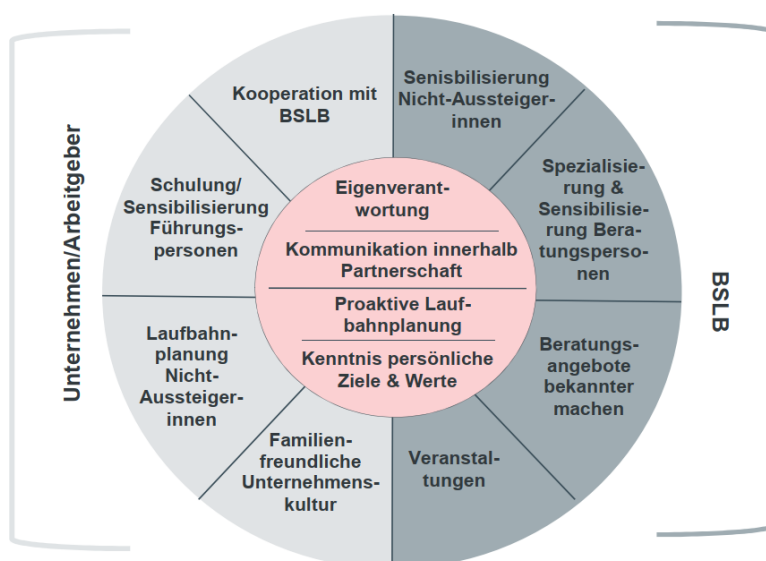 Unternehmen/Arbeitgeber
Kooperation mit
BSLB
Schulung/
Sensibilisierung
Führungs-
personen
Laufbahn-
planung
Nicht-
Aussteiger-
innen
Familien-
freundliche
Unternehmens-
kultur
Eigenverant-
wortung
Kommunikation innerhalb
Partnerschaft
Proaktive Lauf-
bahnplanung
Kenntnis persönliche
Ziele & Werte
Senisbilisierung
Nicht-Aussteiger-
innen
Spezialisie-
rung &
Sensibilisie-
rung Bera-
tungsperso-
nen
Beratungs-
angebote
bekannter
machen
Veranstal-
tungen
BSLB